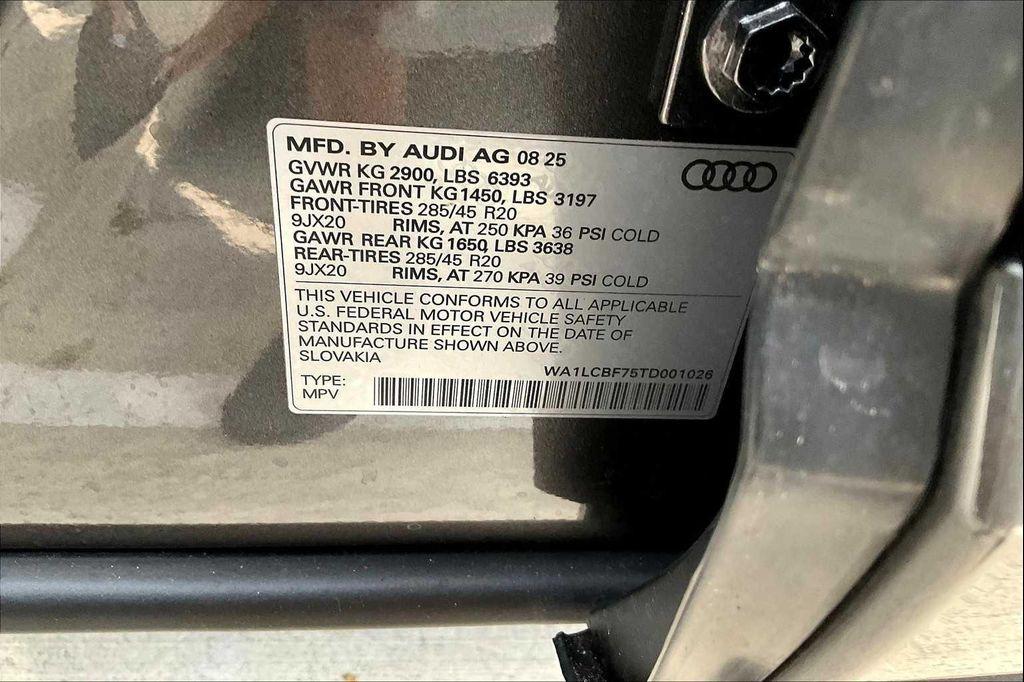 MFD. BY AUDI AG 08 25
GVWR KG 2900, LBS 6393
GAWR FRONT KG 1450, LBS 3197
FRONT-TIRES 285/45 R20
9JX20 RIMS, AT 250 KPA 36 PSI COLD
GAWR REAR KG 1650, LBS 3638
REAR-TIRES 285/45 R20
9JX20 RIMS, AT 270 KPA 39 PSI COLD
THIS VEHICLE CONFORMS TO ALL APPLICABLE
U.S. FEDERAL MOTOR VEHICLE SAFETY
STANDARDS IN EFFECT ON THE DATE OF
MANUFACTURE SHOWN ABOVE.
SLOVAKIA
WA1LCBF75TD001026
TYPE:
MPV